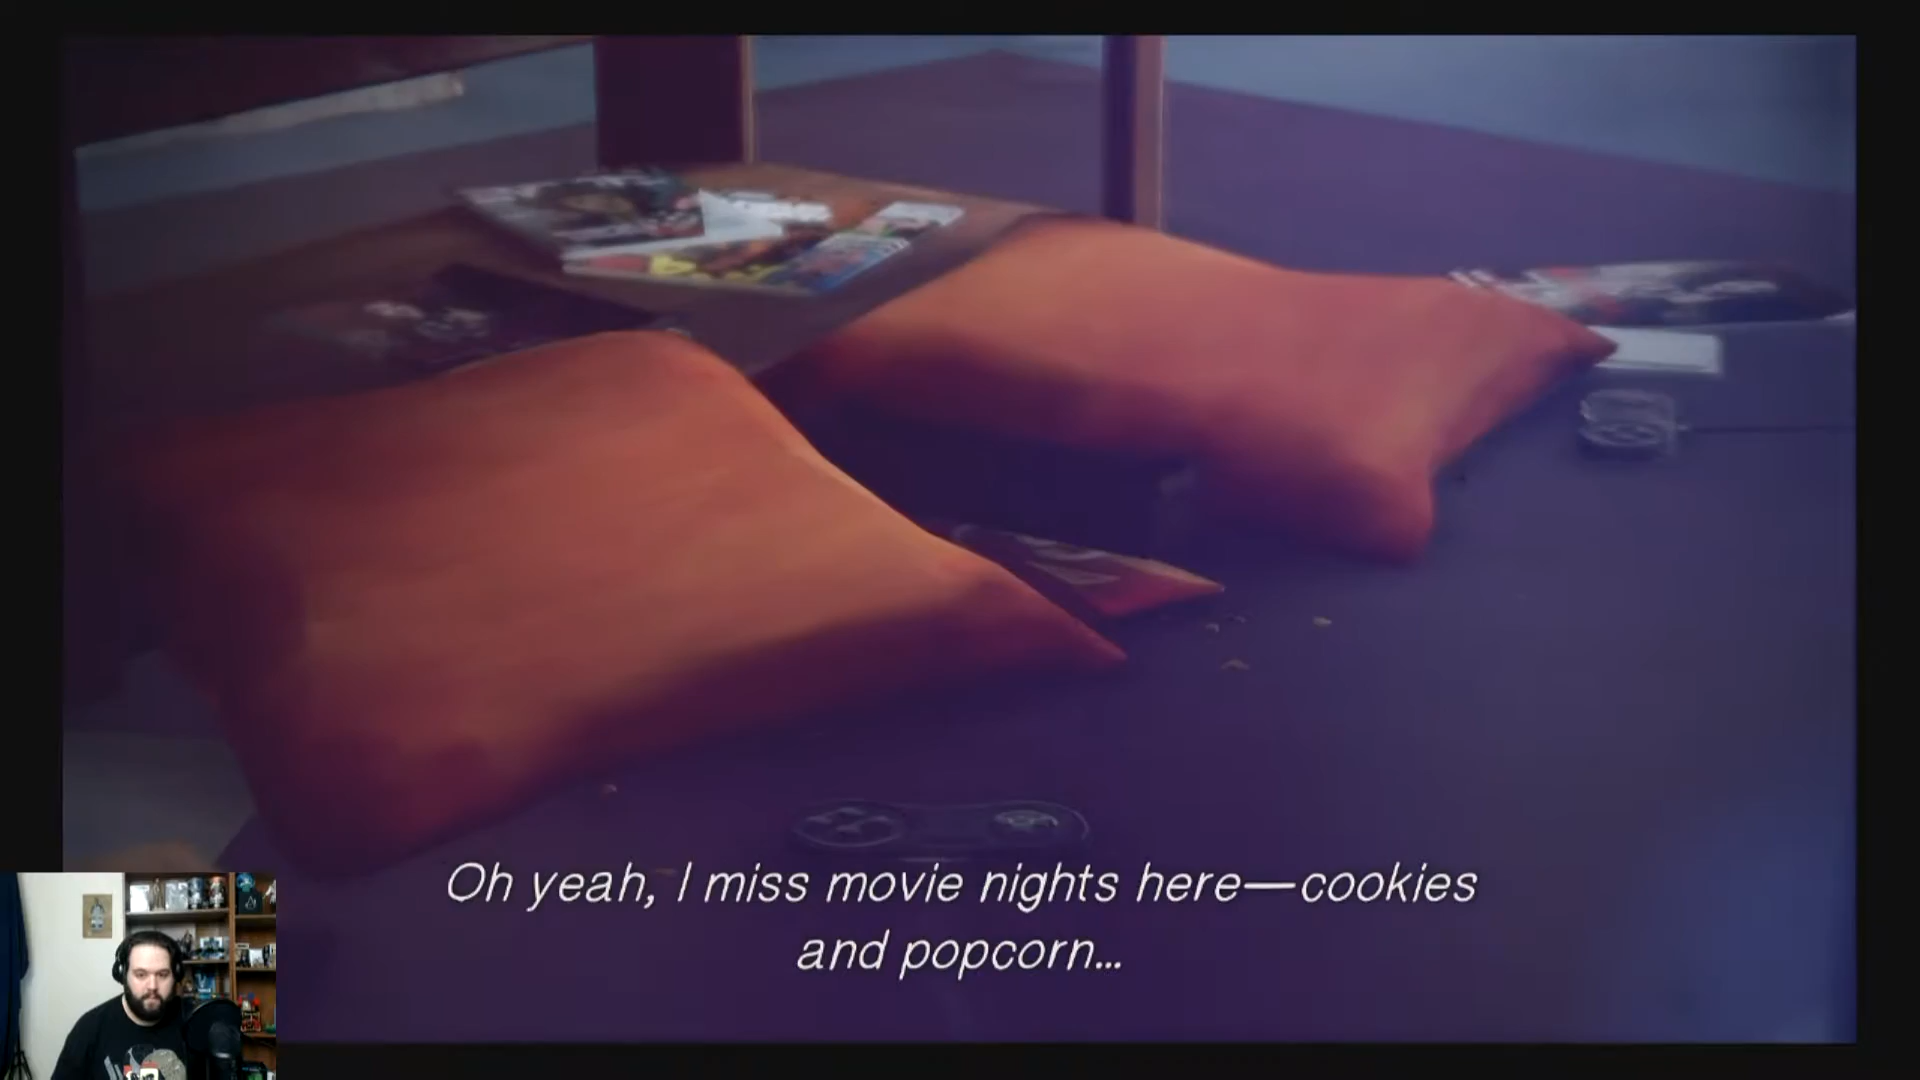 Oh yeah, I miss movie nights here—cookies
and popcorn...